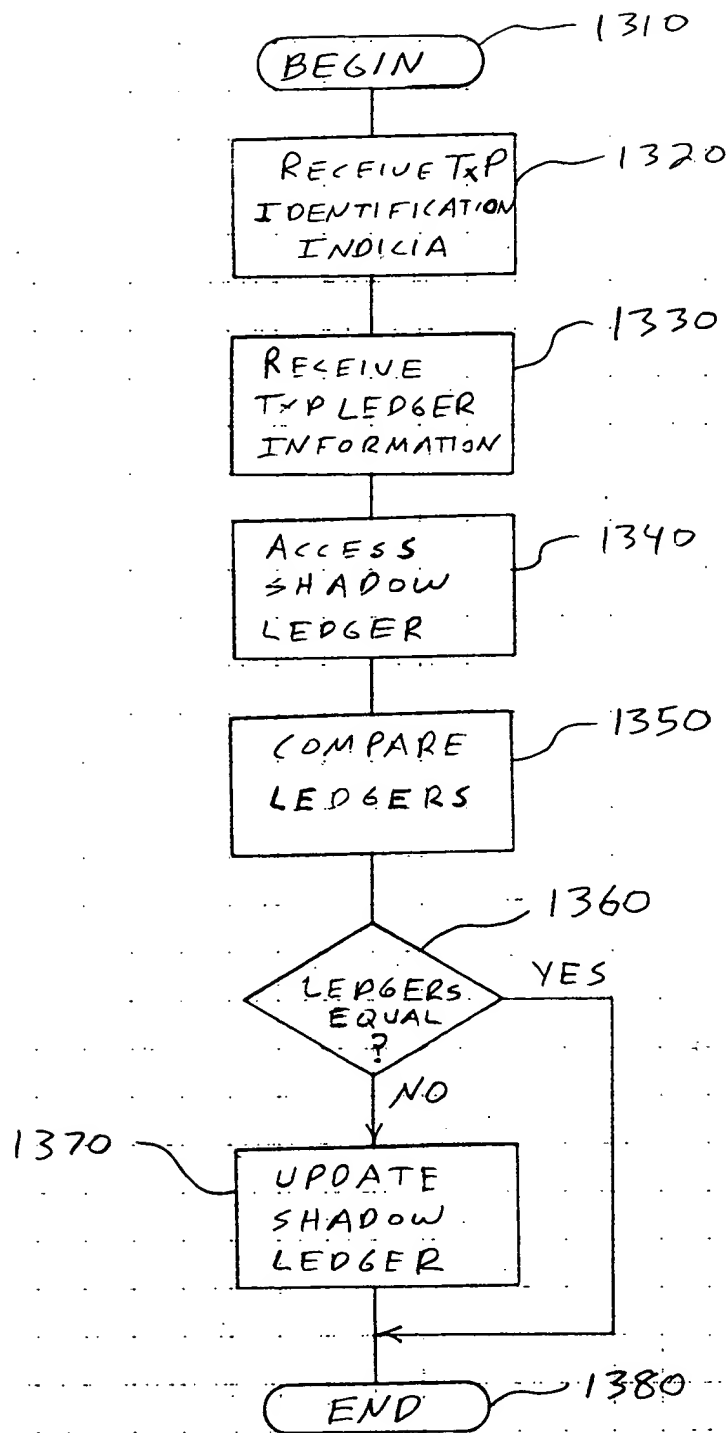 1310
BEGIN
RECEIVE TXP
1320
IDENTIFICATION
INDICIA
1330
RECEIVE
TXP LEDGER
INFORMATION
1340
ACCESS
SHADOW
LEDGER
1350
COMPARE
LEDGERS
1360
YES
LEDGERS
EQUAL
?
NO
1370
UPDATE
SHADOW
LEDGER
1380
END